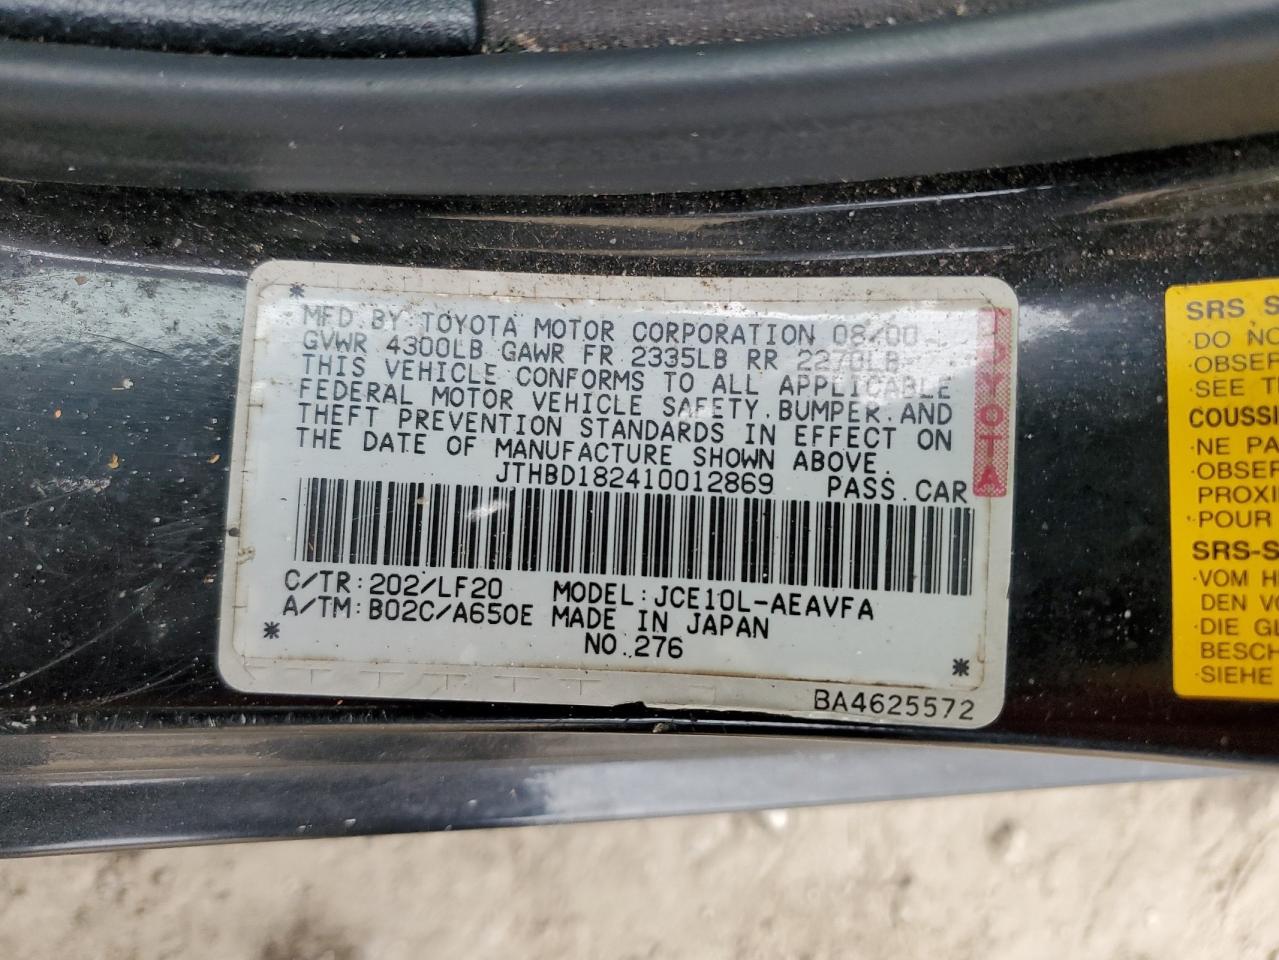 MFD BY TOYOTA MOTOR CORPORATION 08/00
GVWR 4300LB GAWR FR 2335LB RR 2270LB
THIS VEHICLE CONFORMS TO ALL APPLICABLE
FEDERAL MOTOR VEHICLE SAFETY, BUMPER, AND
THEFT PREVENTION STANDARDS IN EFFECT ON
THE DATE OF MANUFACTURE SHOWN ABOVE.
JTHBD182410012869 PASS. CAR
TOYOTA
C/TR: 202/LF20 MODEL: JCE10L-AEAVFA
A/TM: B02C/A650E MADE IN JAPAN
NO. 276
BA4625572
SRS S
·DO NO
·OBSER
·SEE T
COUSSI
·NE PA
·OBSER
PROXI
·POUR
SRS-S
·VOM H
DEN VO
·DIE GL
BESCH
·SIEHE